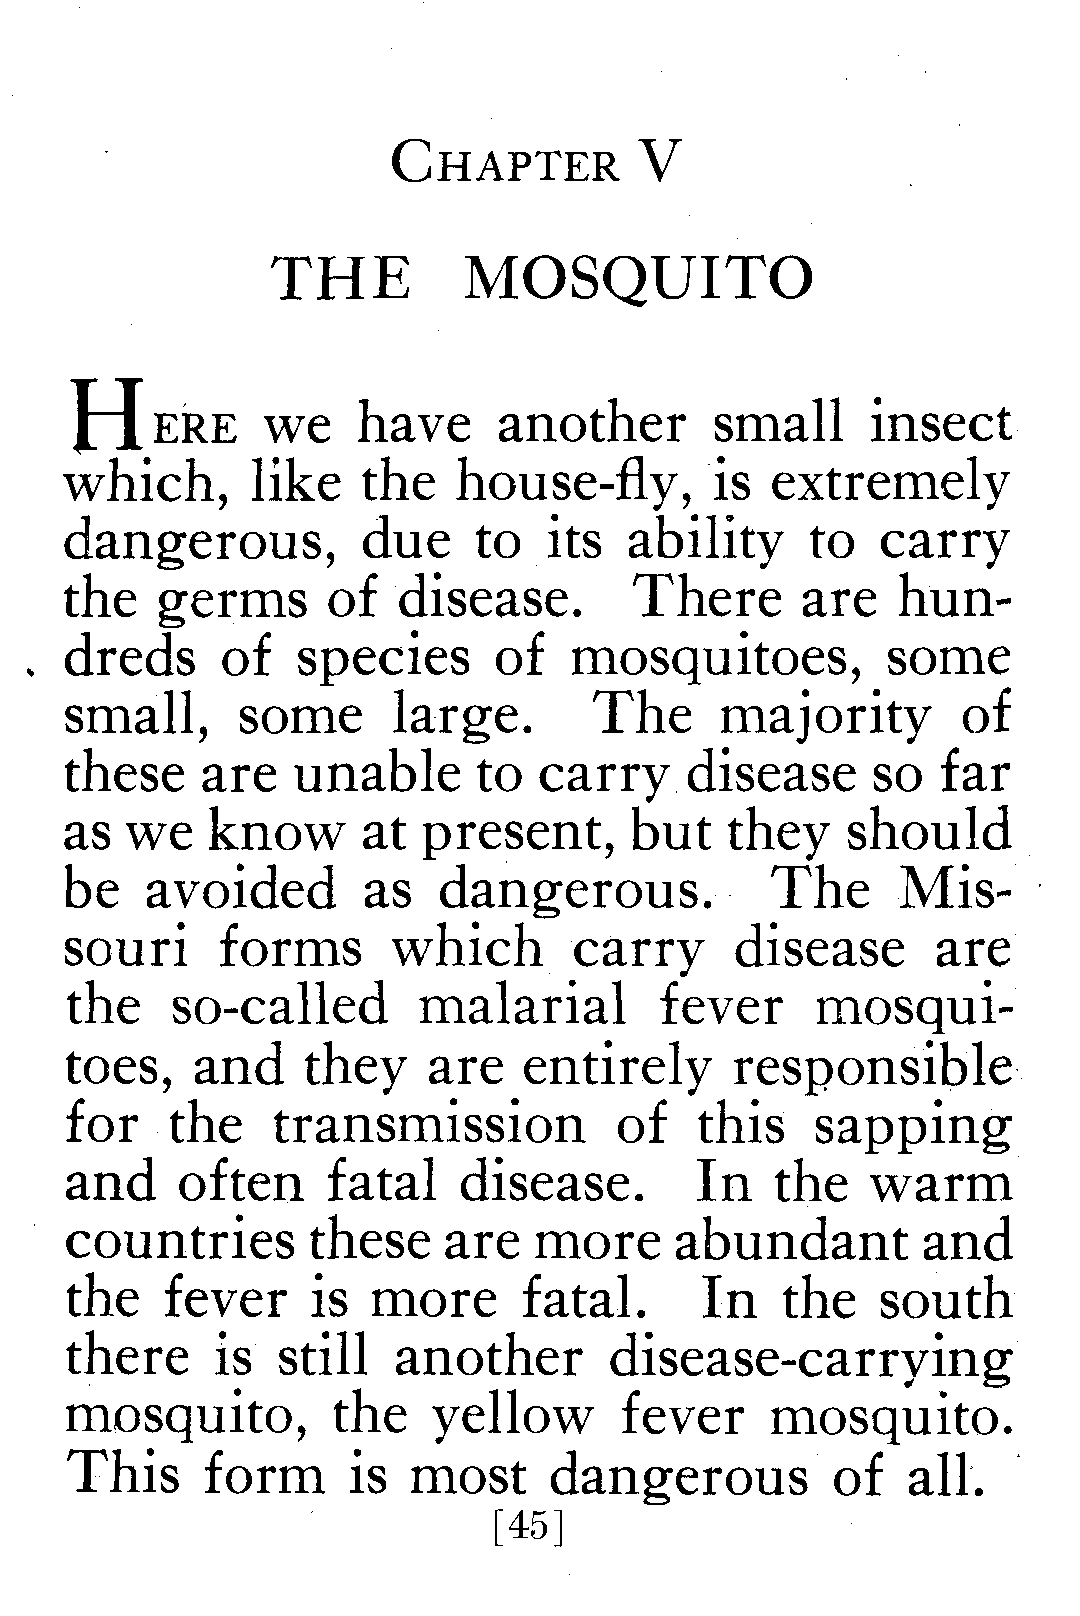 CHAPTER V
THE MOSQUITO
HERE we have another small insect
which, like the house-fly, is extremely
dangerous, due to its ability to carry
the germs of disease. There are hun-
dreds of species of mosquitoes, some
small, some large. The majority of
these are unable to carry disease so far
as we know at present, but they should
be avoided as dangerous. The Mis-
souri forms which carry disease are
the so-called malarial fever mosqui-
toes, and they are entirely responsible
for the transmission of this sapping
and often fatal disease. In the warm
countries these are more abundant and
the fever is more fatal. In the south
there is still another disease-carrying
mosquito, the yellow fever mosquito.
This form is most dangerous of all.
[45]